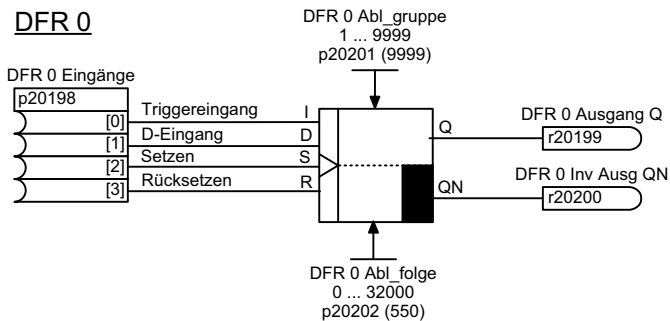 DFR 0
DFR 0 Abl_gruppe
1 ... 9999
p20201 (9999)
DFR 0 Eingänge
p20198
[0]
Triggereingang
I
[1]
D-Eingang
D
[2]
Setzen
S
[3]
Rücksetzen
R
Q
DFR 0 Ausgang Q
r20199
QN
DFR 0 Inv Ausg QN
r20200
DFR 0 Abl_folge
0 ... 32000
p20202 (550)